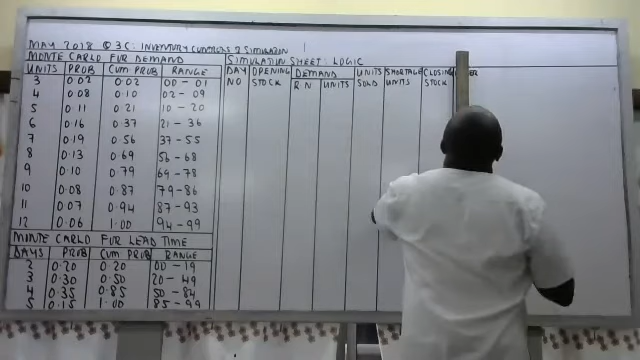 MAY 2018 Q3C: INVENTORY CONTROLS & SIMULATION
MONTE CARLO FUR DEMAND
UNITS PROB CUM PROB RANGE
3 0.02 0.02 00 - 01
4 0.08 0.10 02 - 09
5 0.11 0.21 10 - 20
6 0.16 0.37 21 - 36
7 0.19 0.56 37 - 55
8 0.13 0.69 56 - 68
9 0.10 0.79 69 - 78
10 0.08 0.87 79 - 86
11 0.07 0.94 87 - 93
12 0.06 1.00 94 - 99
MONTE CARLO FUR LEAD TIME
DAYS PROB CUM PROB RANGE
2 0.20 0.20 00 - 19
3 0.30 0.50 20 - 49
4 0.35 0.85 50 - 84
5 0.15 1.00 85 - 99
SIMULATION SHEET: LOGIC
DAY OPENING DEMAND UNITS SHORTAGE CLOSING
NO STOCK R.N UNITS SOLD UNITS STOCK